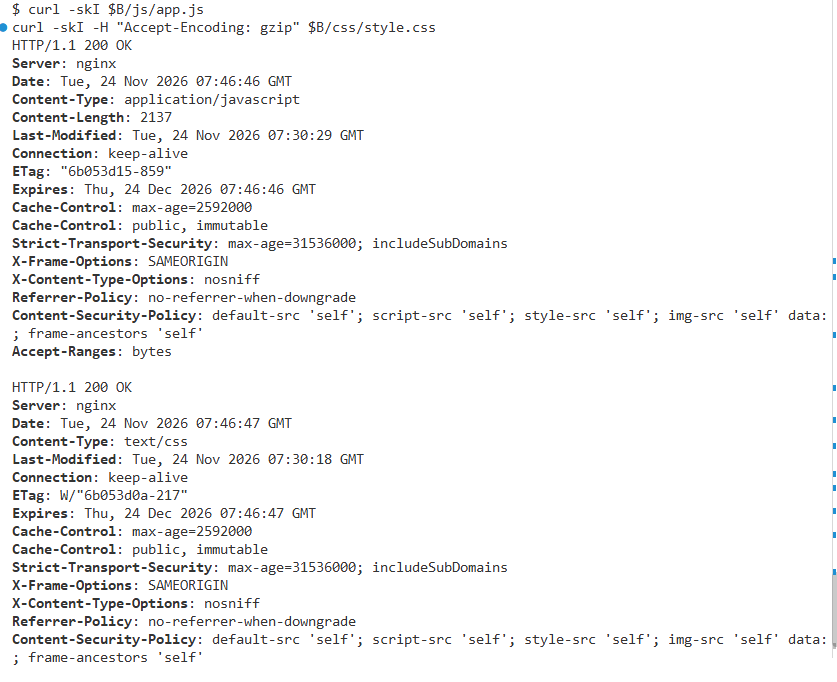 $ curl -skI $B/js/app.js
curl -skI -H "Accept-Encoding: gzip" $B/css/style.css
HTTP/1.1 200 OK
Server: nginx
Date: Tue, 24 Nov 2026 07:46:46 GMT
Content-Type: application/javascript
Content-Length: 2137
Last-Modified: Tue, 24 Nov 2026 07:30:29 GMT
Connection: keep-alive
ETag: "6b053d15-859"
Expires: Thu, 24 Dec 2026 07:46:46 GMT
Cache-Control: max-age=2592000
Cache-Control: public, immutable
Strict-Transport-Security: max-age=31536000; includeSubDomains
X-Frame-Options: SAMEORIGIN
X-Content-Type-Options: nosniff
Referrer-Policy: no-referrer-when-downgrade
Content-Security-Policy: default-src 'self'; script-src 'self'; style-src 'self'; img-src 'self' data:
; frame-ancestors 'self'
Accept-Ranges: bytes

HTTP/1.1 200 OK
Server: nginx
Date: Tue, 24 Nov 2026 07:46:47 GMT
Content-Type: text/css
Last-Modified: Tue, 24 Nov 2026 07:30:18 GMT
Connection: keep-alive
ETag: W/"6b053d0a-217"
Expires: Thu, 24 Dec 2026 07:46:47 GMT
Cache-Control: max-age=2592000
Cache-Control: public, immutable
Strict-Transport-Security: max-age=31536000; includeSubDomains
X-Frame-Options: SAMEORIGIN
X-Content-Type-Options: nosniff
Referrer-Policy: no-referrer-when-downgrade
Content-Security-Policy: default-src 'self'; script-src 'self'; style-src 'self'; img-src 'self' data:
; frame-ancestors 'self'